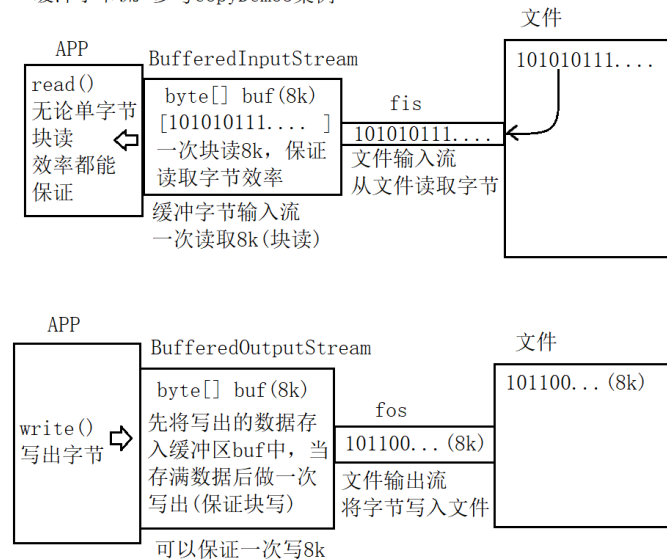 文件
APP
BufferedInputStream
101010111....
read()
无论单字节
块读
效率都能
保证
byte[] buf(8k)
[101010111.... ]
一次块读8k，保证
读取字节效率
fis
101010111....
文件输入流
从文件读取字节
缓冲字节输入流
一次读取8k(块读)
APP
BufferedOutputStream
文件
write()
写出字节
byte[] buf(8k)
先将写出的数据存
入缓冲区buf中，当
存满数据后做一次
写出(保证块写)
fos
101100...(8k)
文件输出流
将字节写入文件
101100...(8k)
可以保证一次写8k